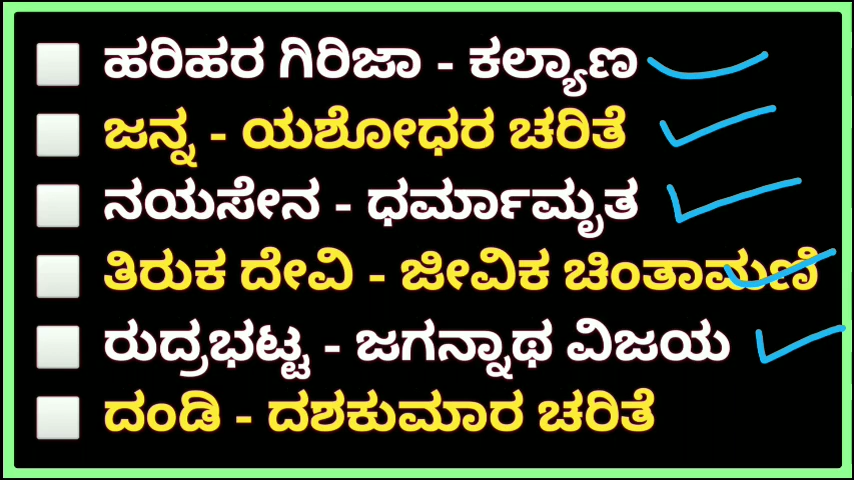 ಹರಿಹರ ಗಿರಿಜಾ - ಕಲ್ಯಾಣ
ಜನ್ನ - ಯಶೋಧರ ಚರಿತೆ
ನಯಸೇನ - ಧರ್ಮಾಮೃತ
ತಿರುಕ ದೇವಿ - ಜೀವಿಕ ಚಿಂತಾಮಣಿ
ರುದ್ರಭಟ್ಟ - ಜಗನ್ನಾಥ ವಿಜಯ
ದಂಡಿ - ದಶಕುಮಾರ ಚರಿತೆ